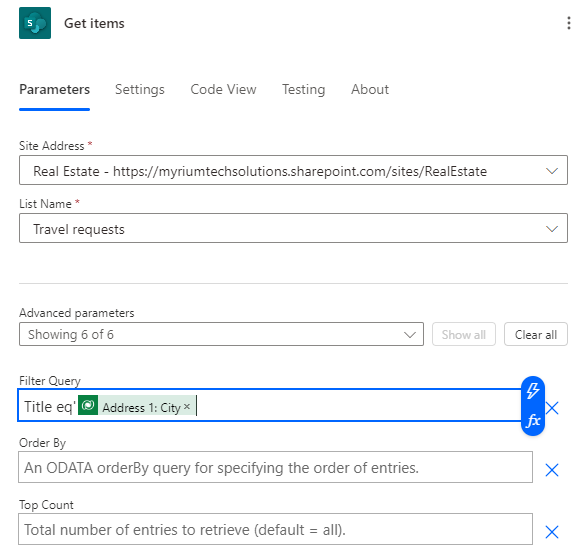 S
Get items
Parameters Settings Code View Testing About
Site Address *
Real Estate - https://myriumtechsolutions.sharepoint.com/sites/RealEstate
List Name *
Travel requests
Advanced parameters
Showing 6 of 6 Show all Clear all
Filter Query
Title eq' Address 1: City ×
fx
Order By
An ODATA orderBy query for specifying the order of entries.
Top Count
Total number of entries to retrieve (default = all).